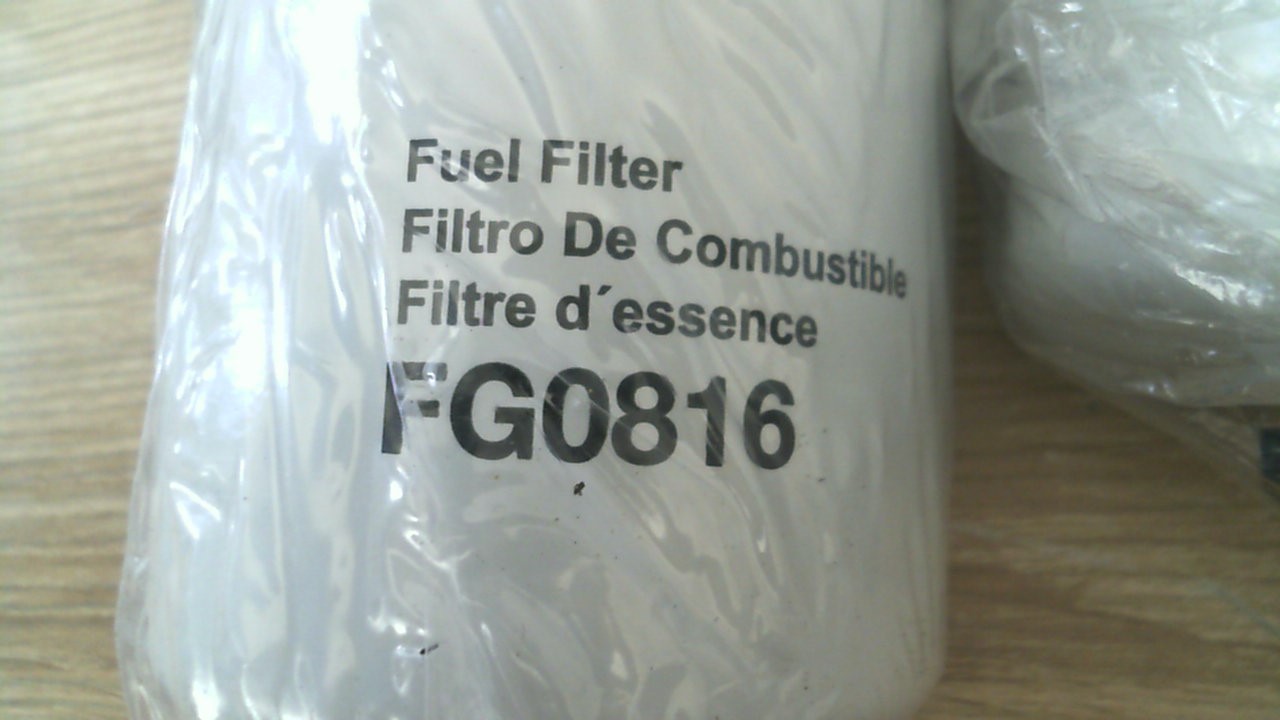 Fuel Filter
Filtro De Combustible
Filtre d´essence
FG0816